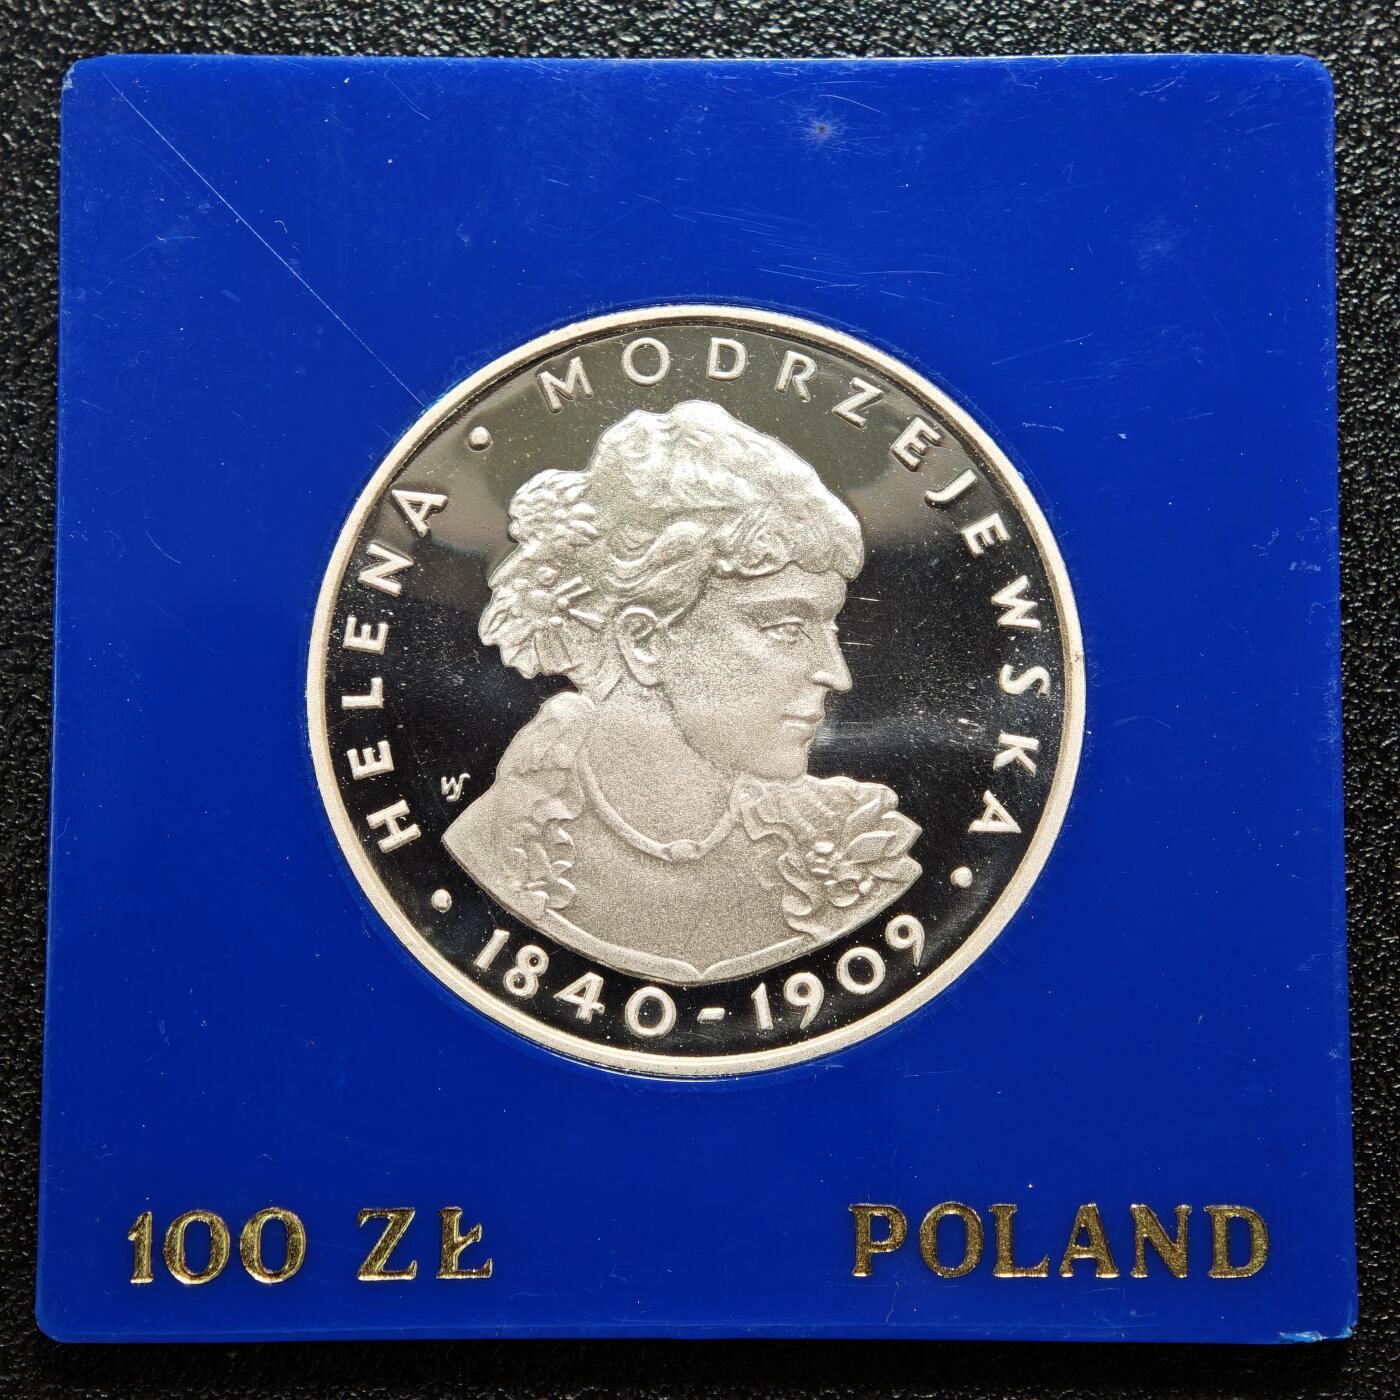 HELENA • MODRZEJEWSKA
• 1840-1909 •
100 ZŁ
POLAND